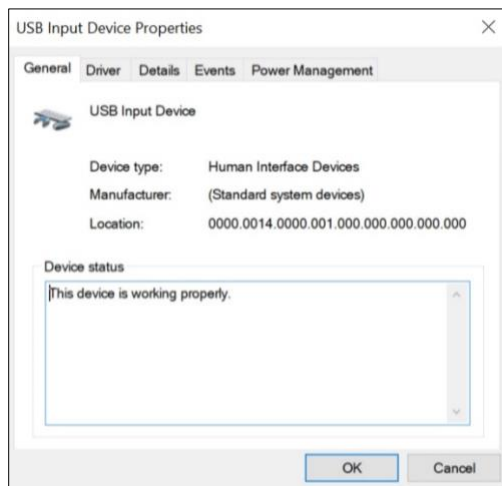 USB Input Device Properties
General Driver Details Events Power Management
USB Input Device
Device type: Human Interface Devices
Manufacturer: (Standard system devices)
Location: 0000.0014.0000.001.000.000.000.000.000
Device status
This device is working properly.
OK Cancel